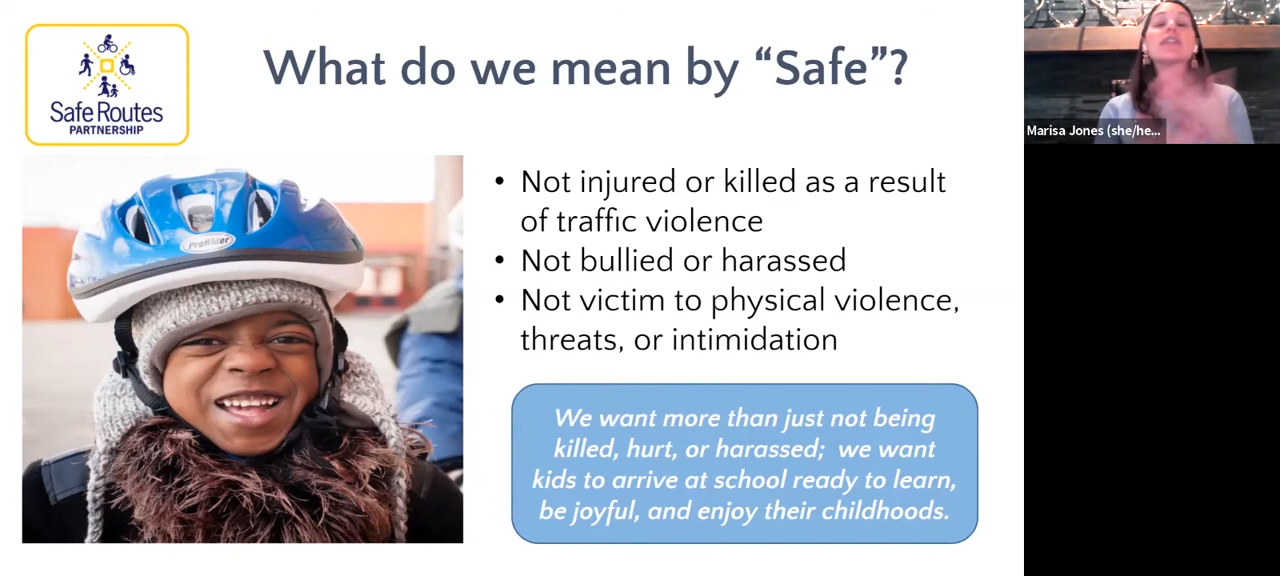 Safe Routes
PARTNERSHIP
What do we mean by “Safe”?
ProRider
• Not injured or killed as a result
of traffic violence
• Not bullied or harassed
• Not victim to physical violence,
threats, or intimidation
We want more than just not being
killed, hurt, or harassed;  we want
kids to arrive at school ready to learn,
be joyful, and enjoy their childhoods.
Marisa Jones (she/he...